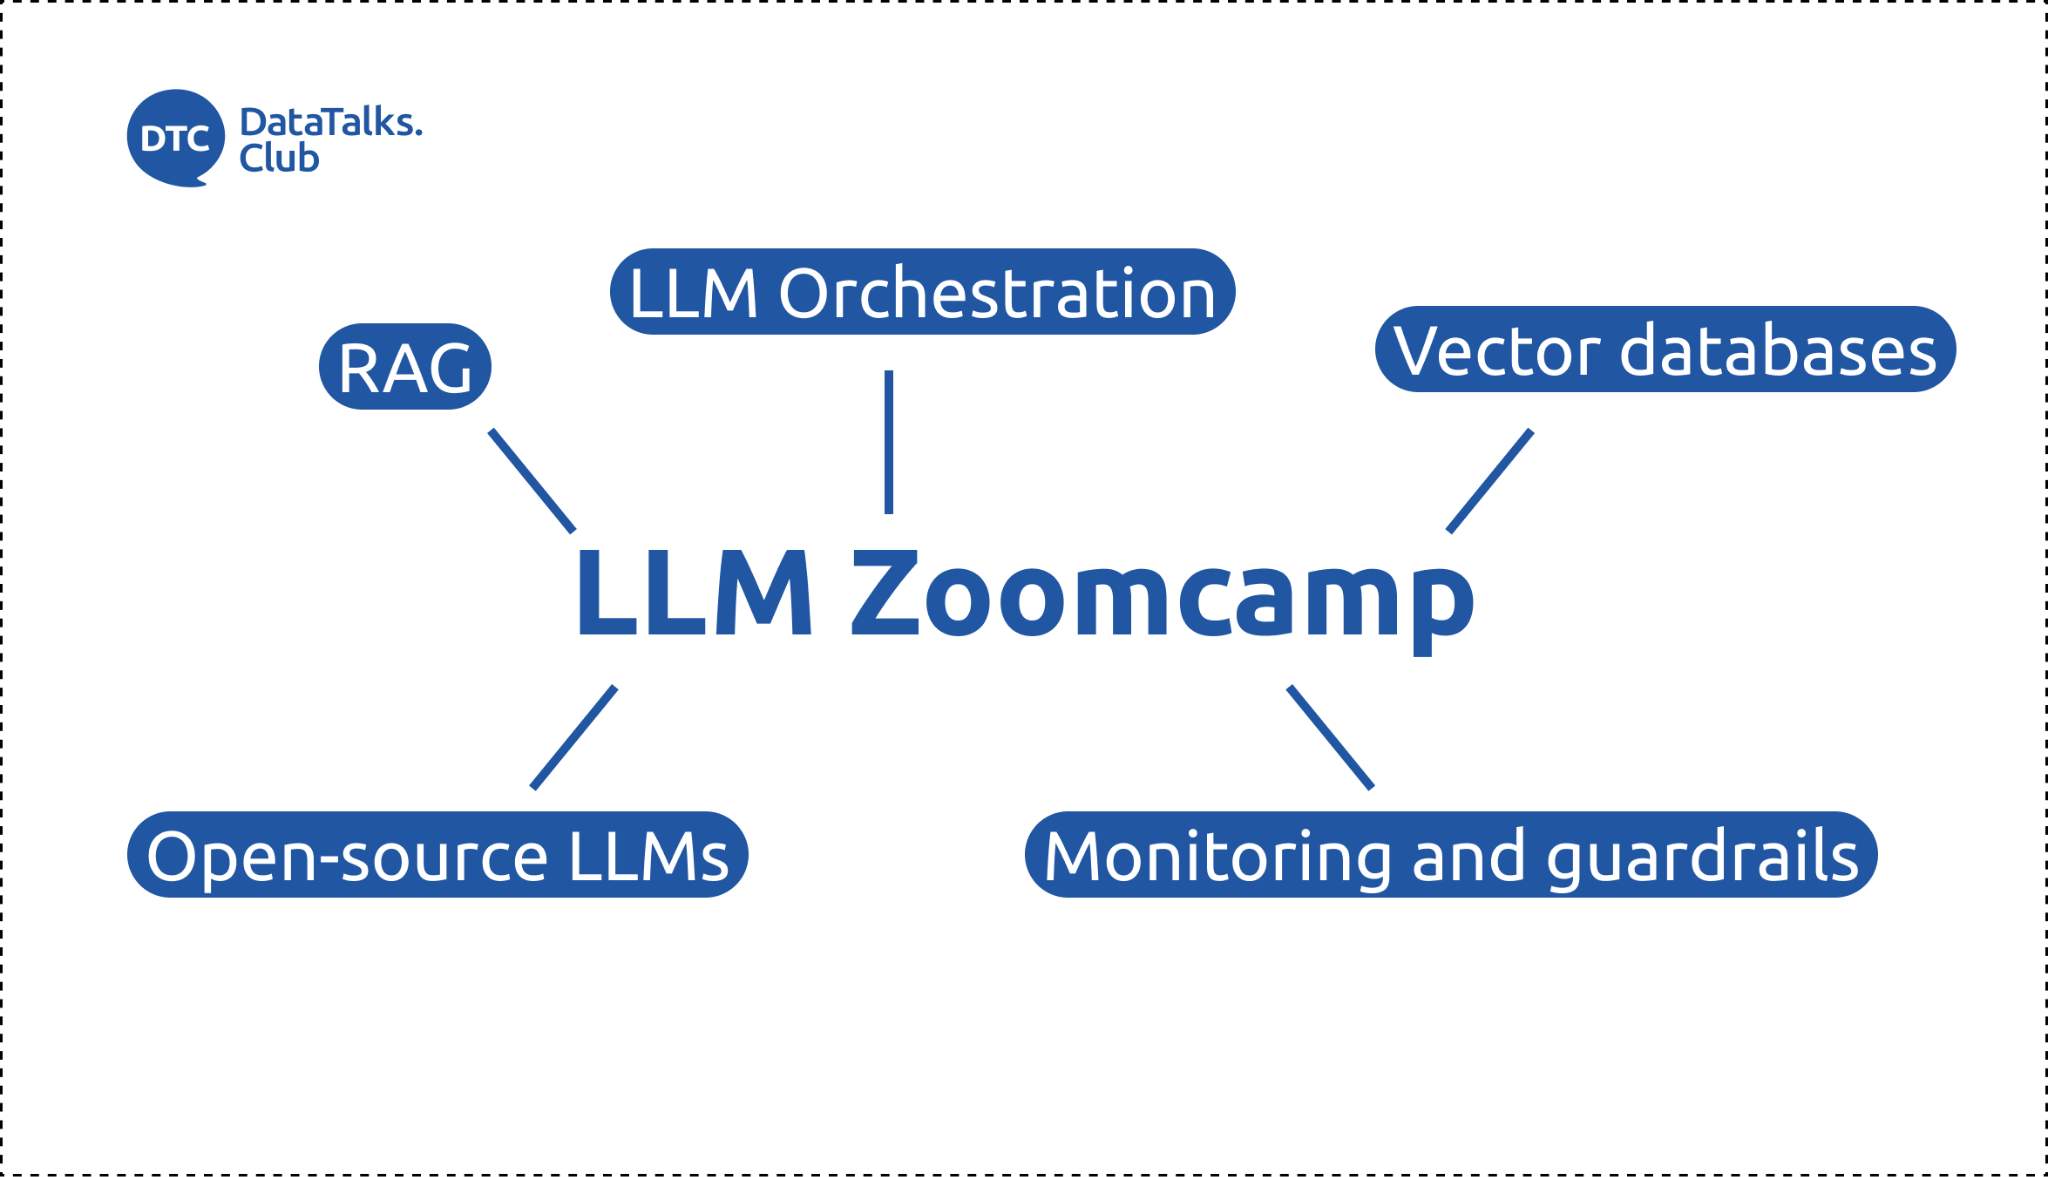 DTC
DataTalks.
Club
LLM Orchestration
Vector databases
RAG
LLM Zoomcamp
Open-source LLMs
Monitoring and guardrails